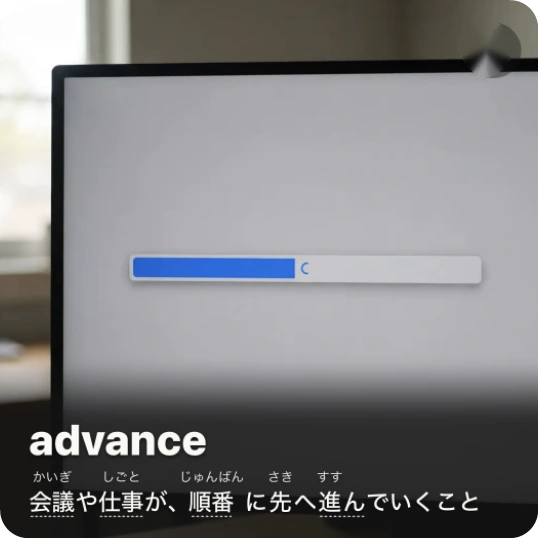 advance
かいぎ しごと じゅんばん さき すす
会議や仕事が、順番 に先へ進んでいくこと